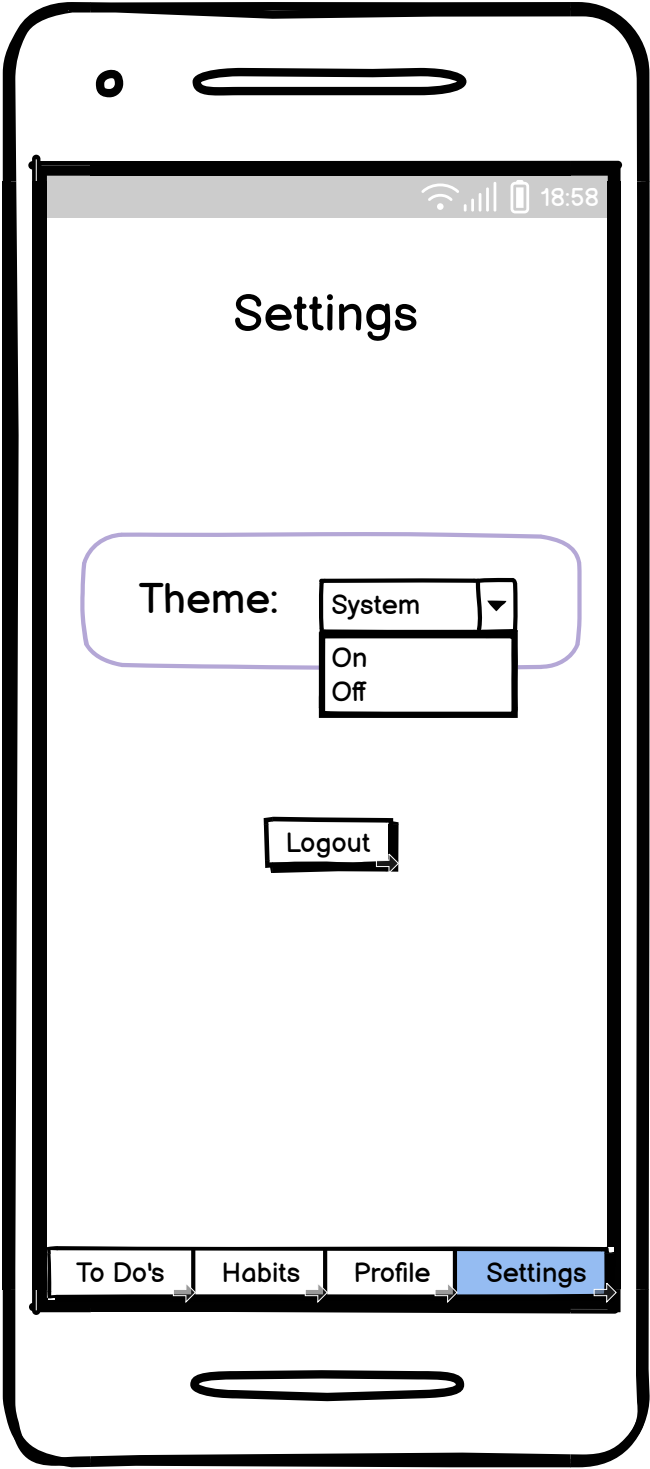 18:58
Settings
Theme:
System
On
Off
Logout
To Do's
Habits
Profile
Settings